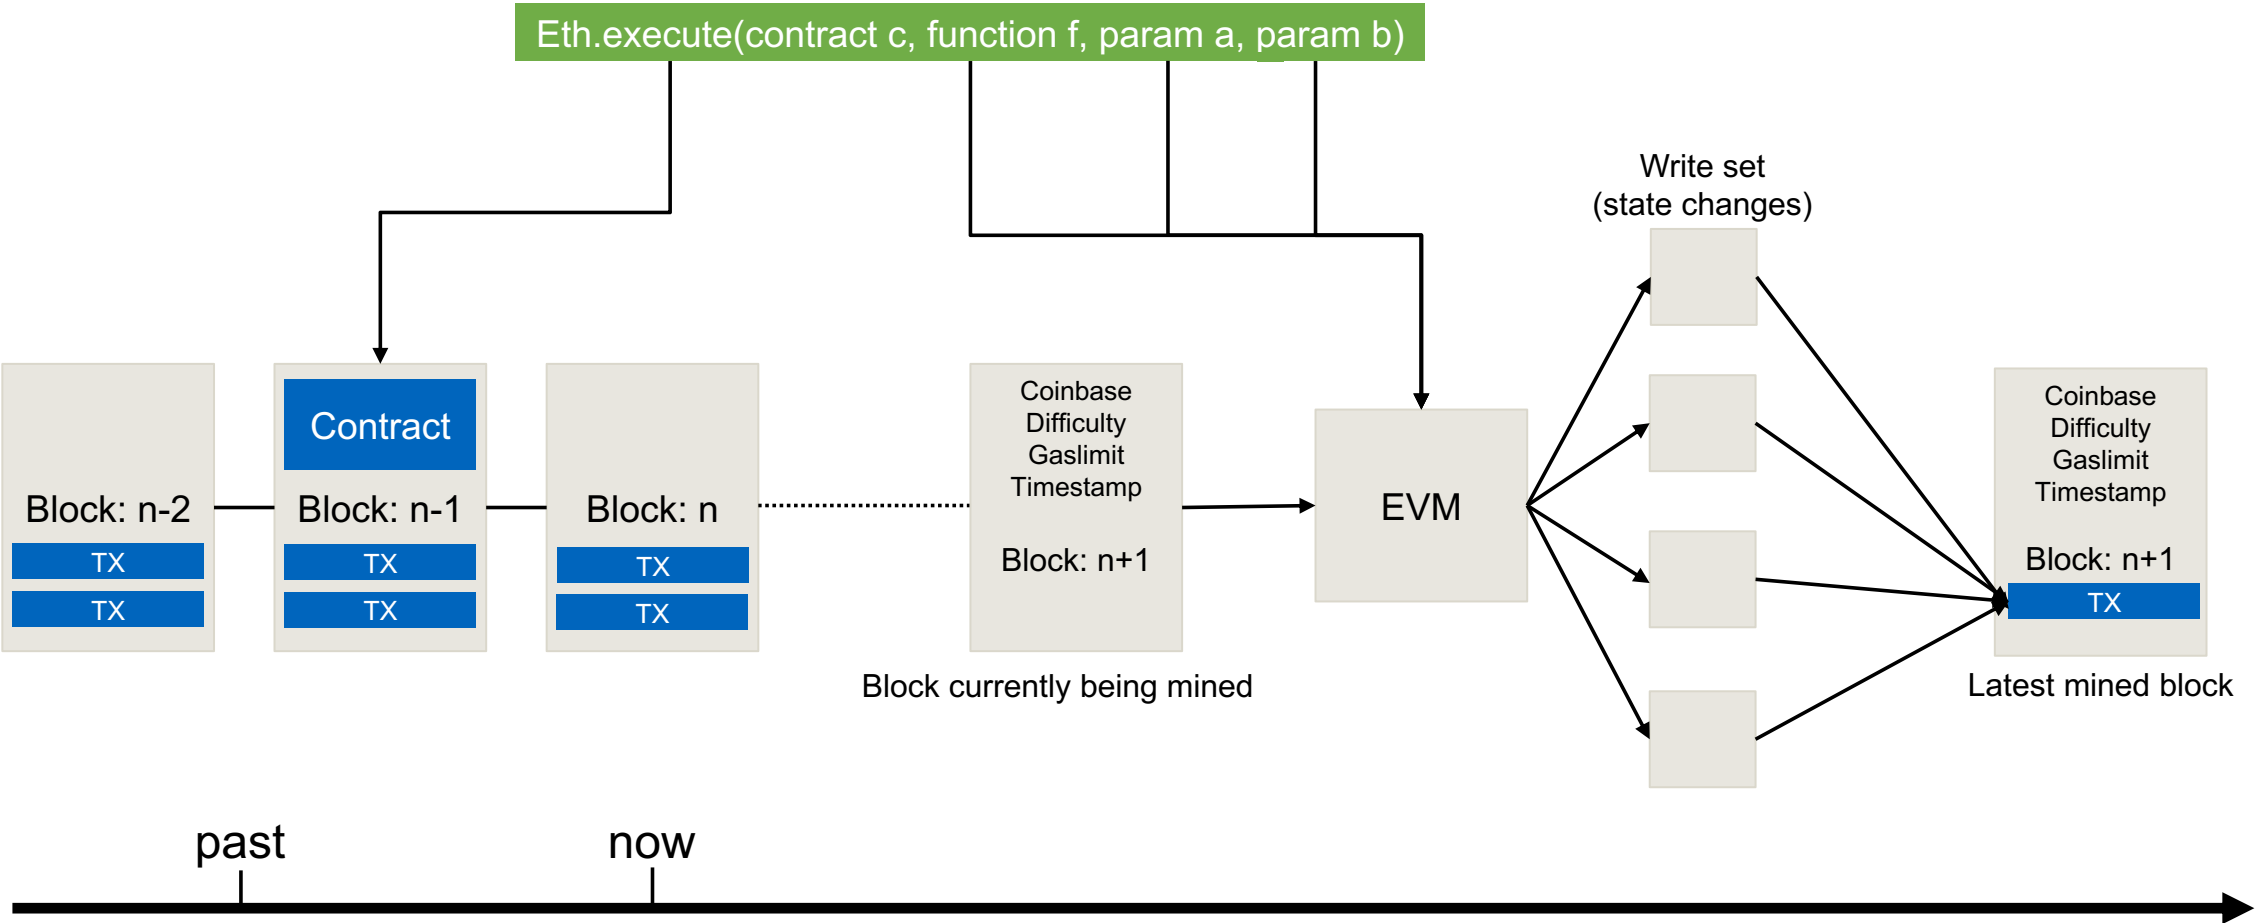 Eth.execute(contract c, function f, param a, param b)
Write set
(state changes)
Contract
Block: n-2
TX
TX
Block: n-1
TX
TX
Block: n
TX
TX
Coinbase
Difficulty
Gaslimit
Timestamp
Block: n+1
Block currently being mined
EVM
Coinbase
Difficulty
Gaslimit
Timestamp
Block: n+1
TX
Latest mined block
past
now